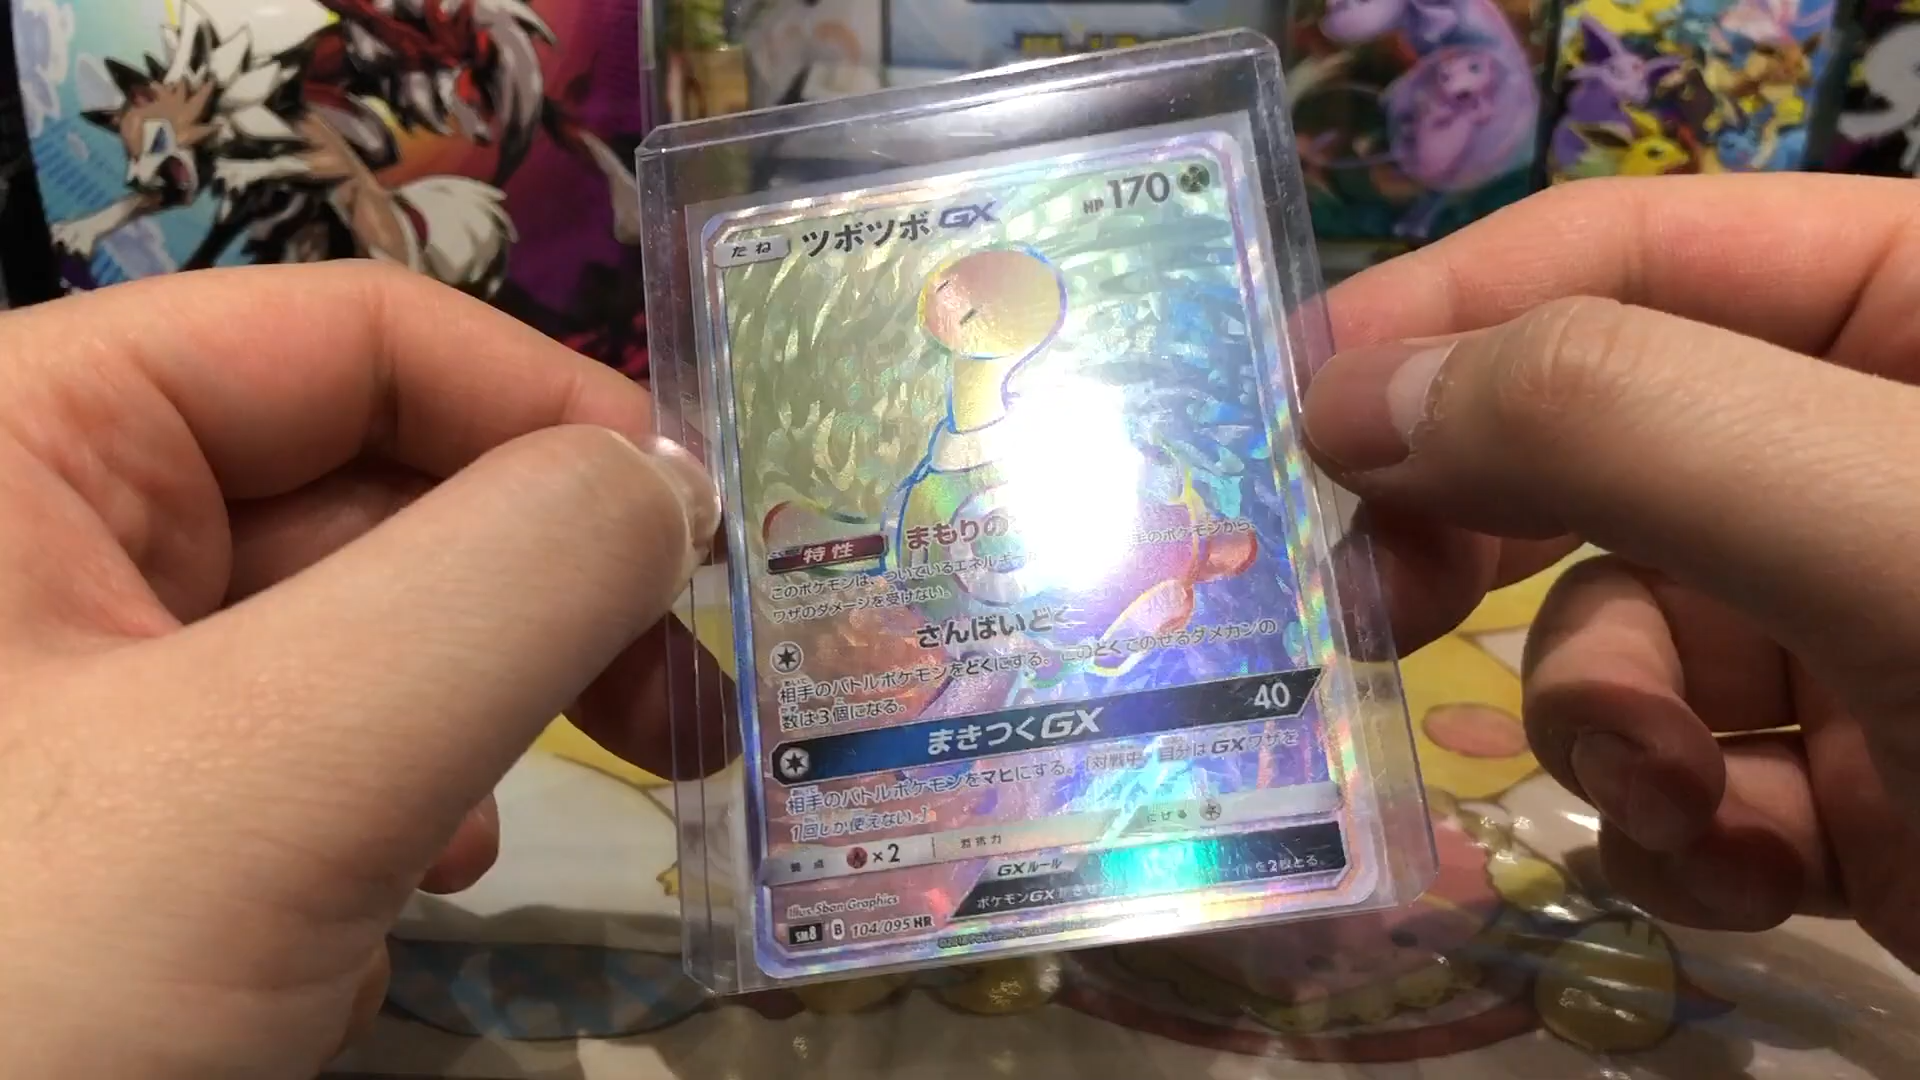 たね ツボツボGX HP170
特性 まもりの
このポケモンは、ついているエネルギー 手のポケモンから、
ワザのダメージを受けない。
さんばいどく
相手のバトルポケモンをどくにする。このどくでのせるダメカンの
数は3個になる。
まきつくGX 40
相手のバトルポケモンをマヒにする。[対戦中、自分はGXワザを
1回しか使えない。]
弱点 ×2 抵抗力 にげる
GXルール
ポケモンGXが イドを2枚とる。
Illus. 5ban Graphics
SM8 B 104/095 HR